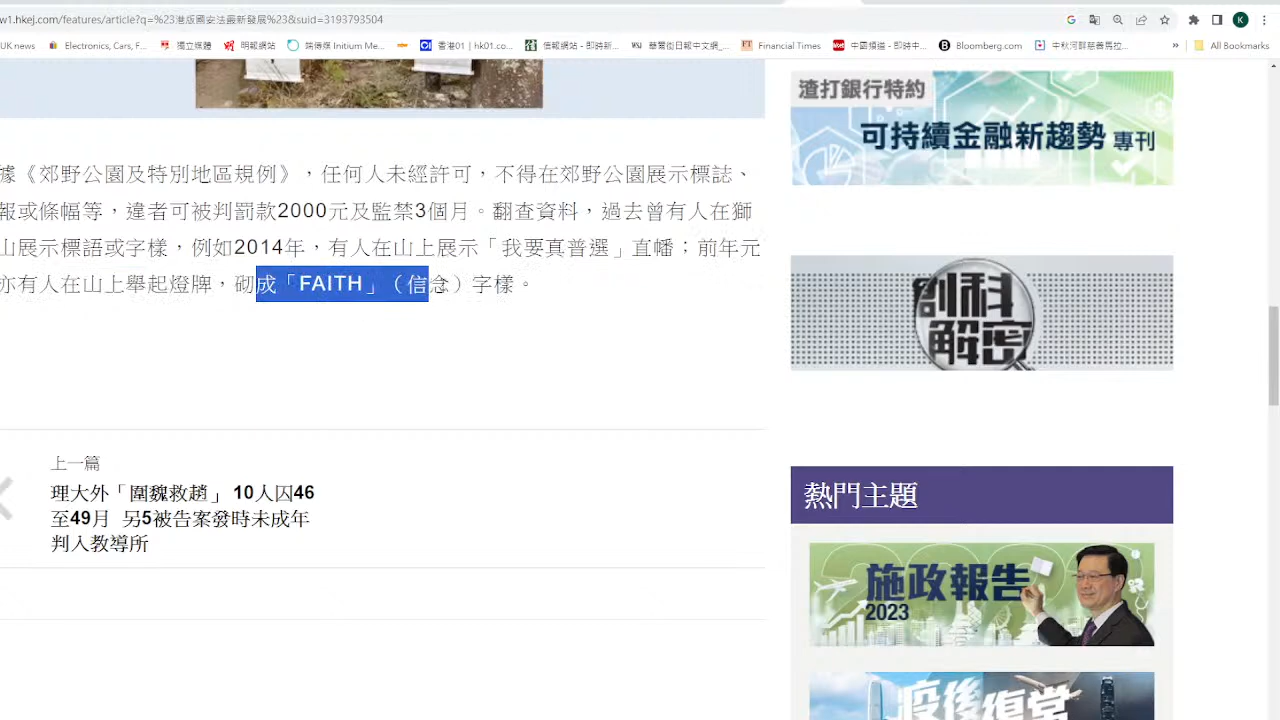 w1.hkej.com/features/article?q=%23港版國安法最新發展%23&suid=3193793504
K
UK news
Electronics, Cars,...
獨立媒體
明報網站
端傳媒 Initium Me...
香港01 | hk01.co...
信報網站 - 即時新...
華爾街日報中文網_...
Financial Times
中國頻道 - 即時中...
Bloomberg.com
中秋河畔慈善馬拉...
»
All Bookmarks
渣打銀行特約
可持續金融新趨勢 專刊
據《郊野公園及特別地區規例》，任何人未經許可，不得在郊野公園展示標誌、
報或條幅等，違者可被判罰款2000元及監禁3個月。翻查資料，過去曾有人在獅
山展示標語或字樣，例如2014年，有人在山上展示「我要真普選」直幡；前年元
亦有人在山上舉起燈牌，砌成「FAITH」（信念）字樣。
創科
解密
上一篇
理大外「圍魏救趙」 10人囚46
至49月 另5被告案發時未成年
判入教導所
熱門主題
施政報告
2023
疫後復常